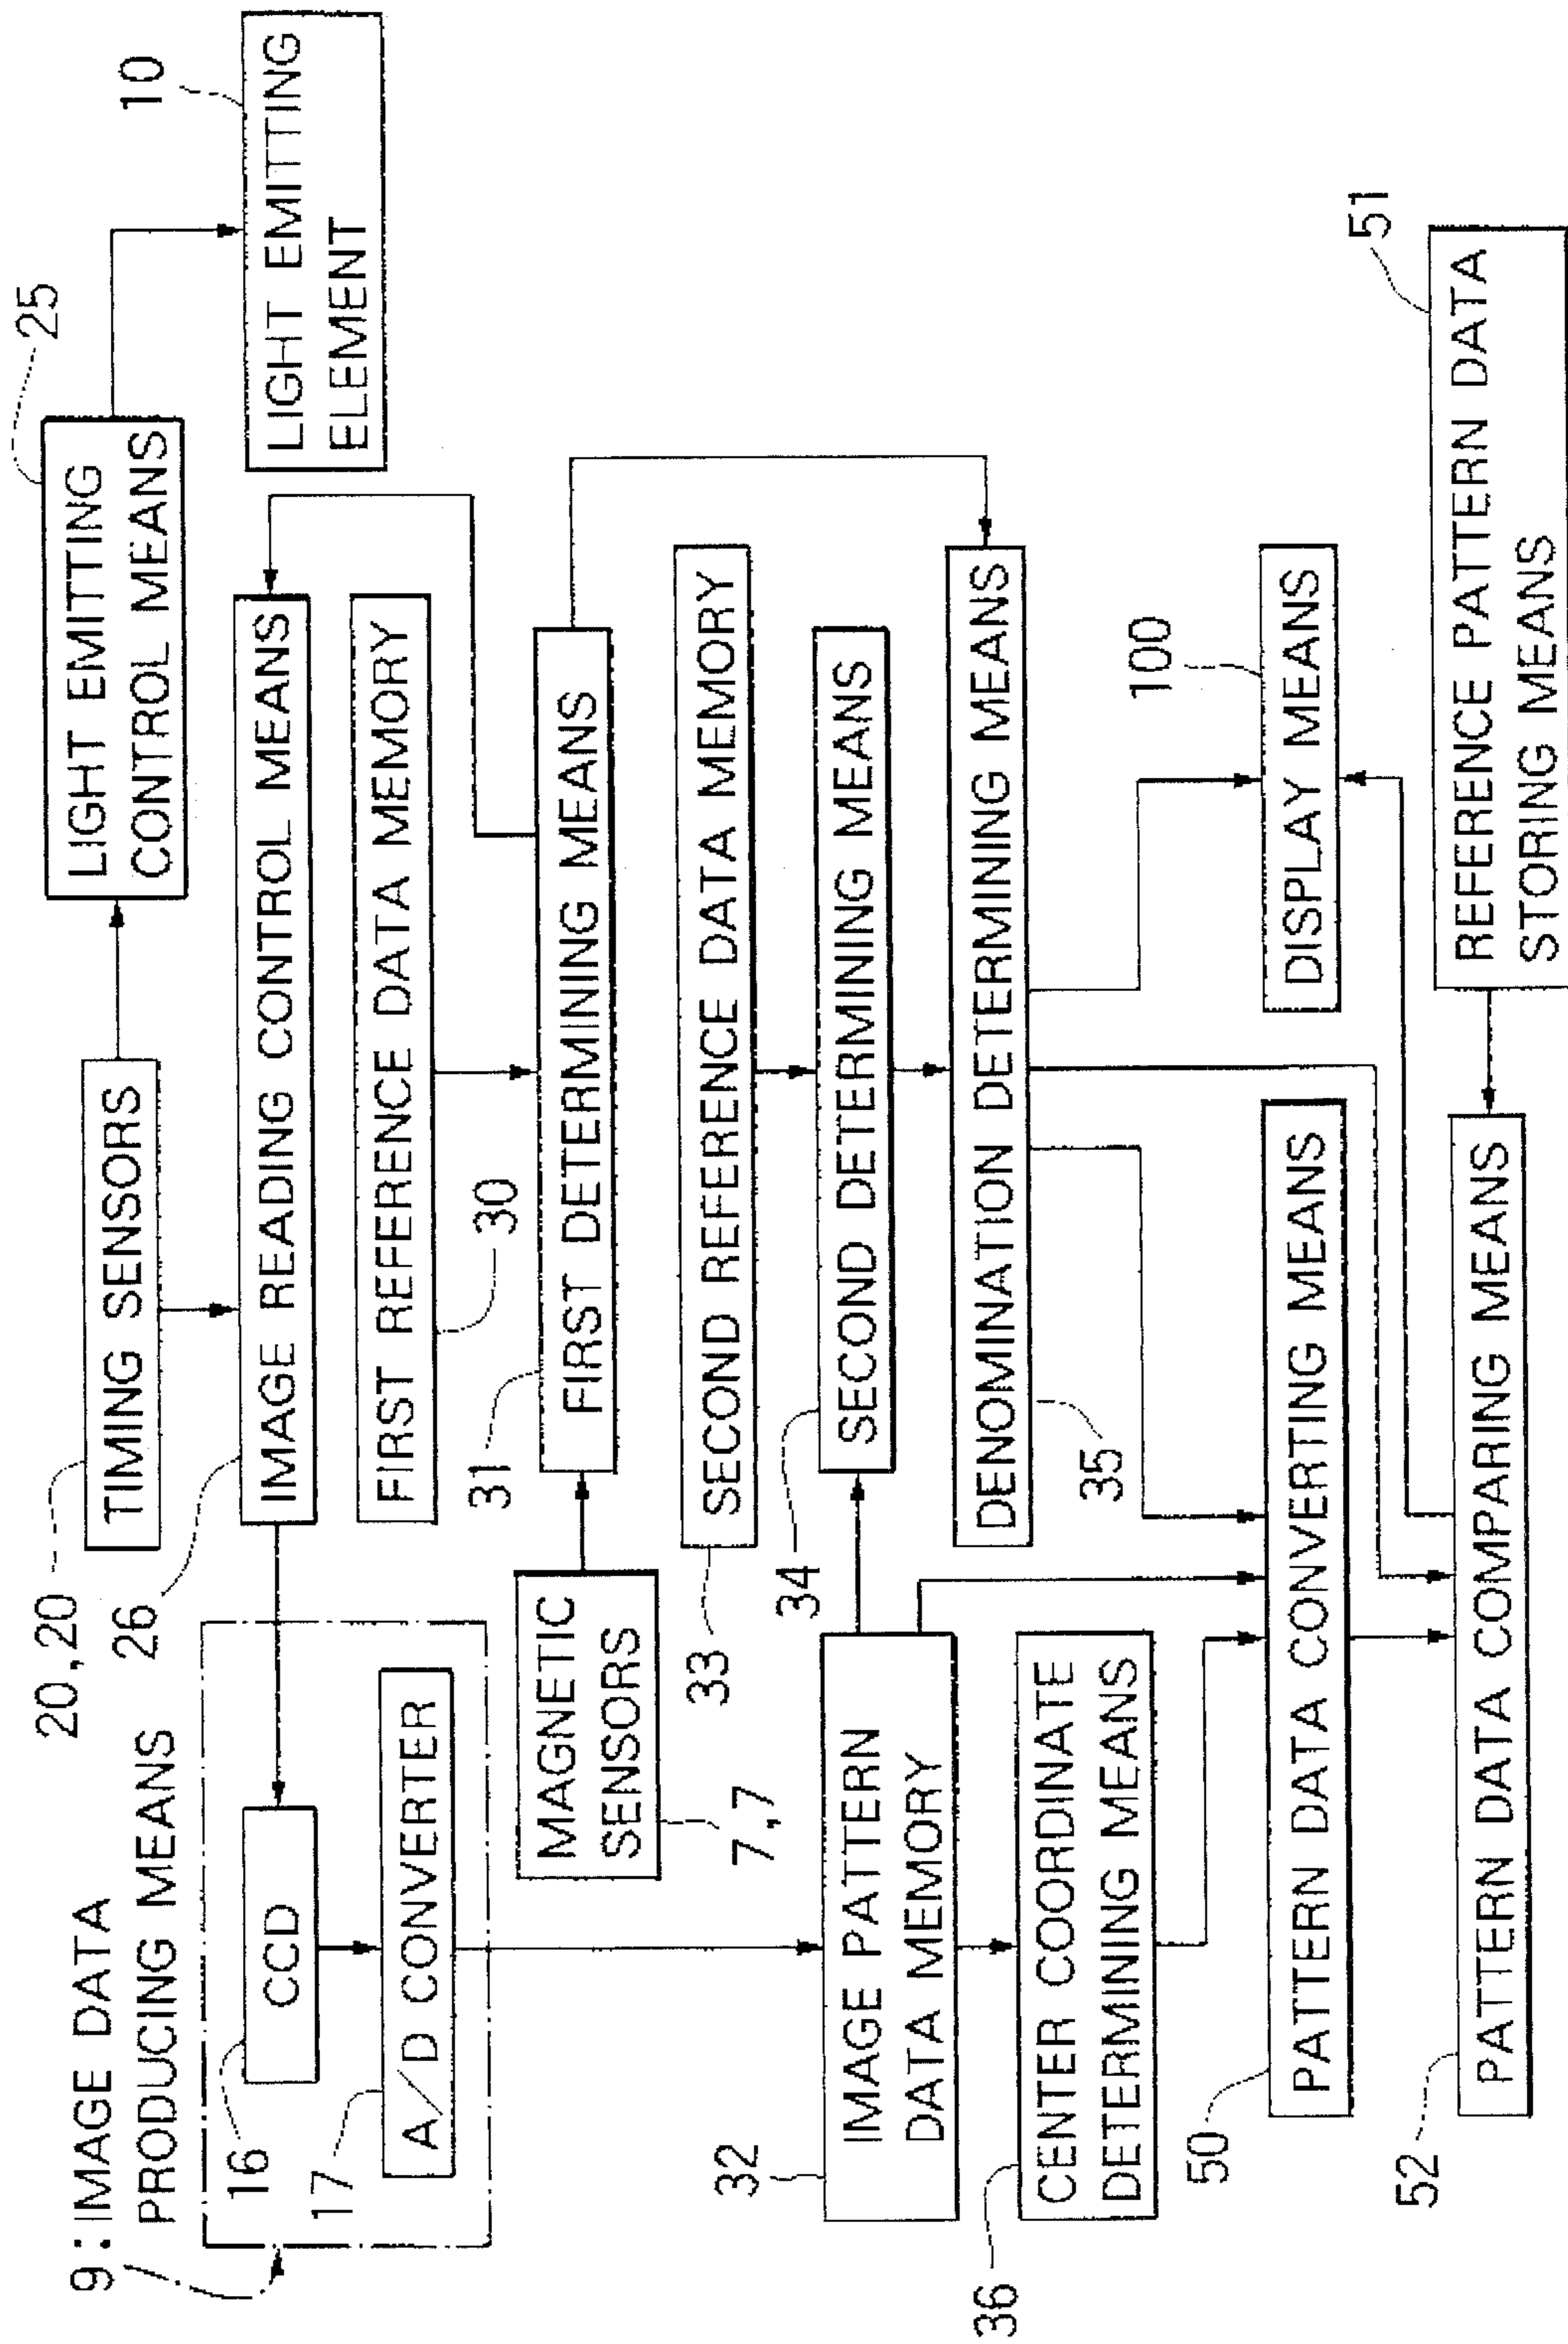 9:IMAGE DATA
PRODUCING MEANS
20,20
TIMING SENSORS
25
LIGHT EMITTING
CONTROL MEANS
10
LIGHT EMITTING
ELEMENT
26
IMAGE READING CONTROL MEANS
16
CCD
17
A/D CONVERTER
FIRST REFERENCE DATA MEMORY
30
31
FIRST DETERMINING MEANS
MAGNETIC
SENSORS
7,7
SECOND REFERENCE DATA MEMORY
33
34
SECOND DETERMINING MEANS
32
IMAGE PATTERN
DATA MEMORY
DENOMINATION DETERMINING MEANS
35
36
CENTER COORDINATE
DETERMINING MEANS
100
DISPLAY MEANS
50
PATTERN DATA CONVERTING MEANS
51
REFERENCE PATTERN DATA
STORING MEANS
52
PATTERN DATA COMPARING MEANS